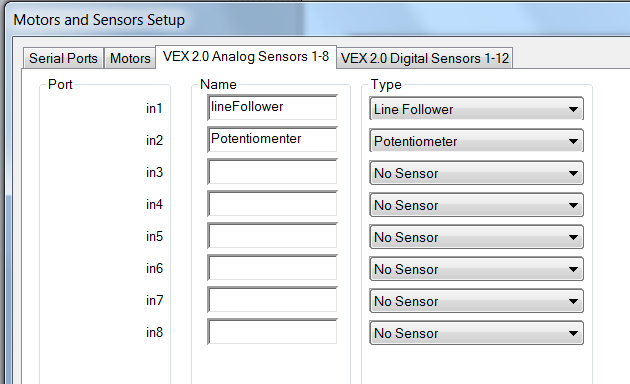 Motors and Sensors Setup
Serial Ports Motors VEX 2.0 Analog Sensors 1-8 VEX 2.0 Digital Sensors 1-12
Port Name Type
in1 lineFollower Line Follower
in2 Potentiomenter Potentiometer
in3 No Sensor
in4 No Sensor
in5 No Sensor
in6 No Sensor
in7 No Sensor
in8 No Sensor